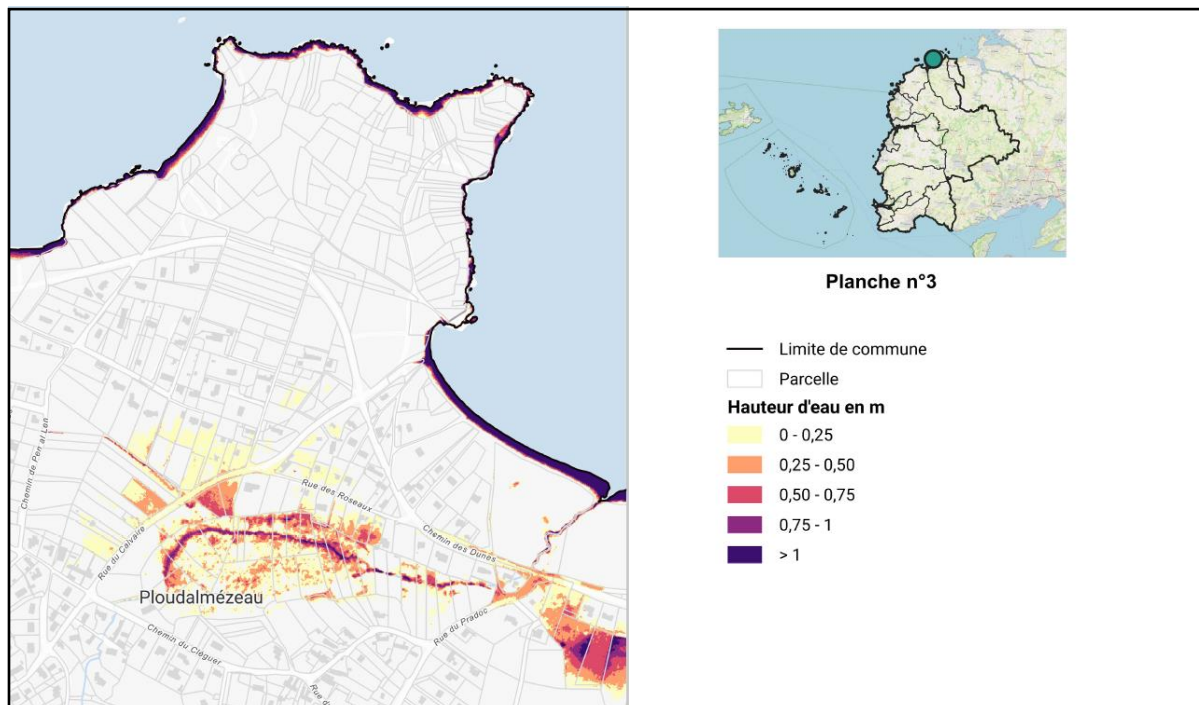 Planche n°3
Limite de commune
Parcelle
Hauteur d'eau en m
0 - 0,25
0,25 - 0,50
0,50 - 0,75
0,75 - 1
> 1
Chemin de Pen ar Len
Rue des Roseaux
Rue du Calvaire
Chemin des Dunes
Ploudalmézeau
Rue du Pradoc
Chemin du Cléguer